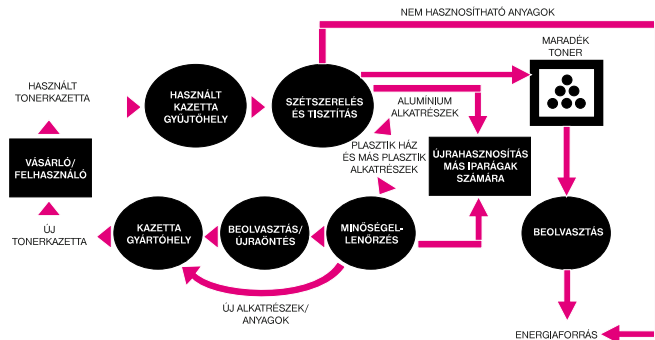 NEM HASZNOSÍTHATÓ ANYAGOK
MARADÉK
TONER
HASZNÁLT
TONERKAZETTA
HASZNÁLT
KAZETTA
GYŰJTŐHELY
SZÉTSZERELÉS
ÉS TISZTÍTÁS
ALUMÍNIUM
ALKATRÉSZEK
VÁSÁRLÓ/
FELHASZNÁLÓ
PLASZTIK HÁZ
ÉS MÁS PLASZTIK
ALKATRÉSZEK
ÚJRAHASZNOSÍTÁS
MÁS IPARÁGAK
SZÁMÁRA
ÚJ
TONERKAZETTA
KAZETTA
GYÁRTÓHELY
BEOLVASZTÁS/
ÚJRAÖNTÉS
MINŐSÉGEL-
LENŐRZÉS
BEOLVASZTÁS
ÚJ ALKATRÉSZEK/
ANYAGOK
ENERGIAFORRÁS